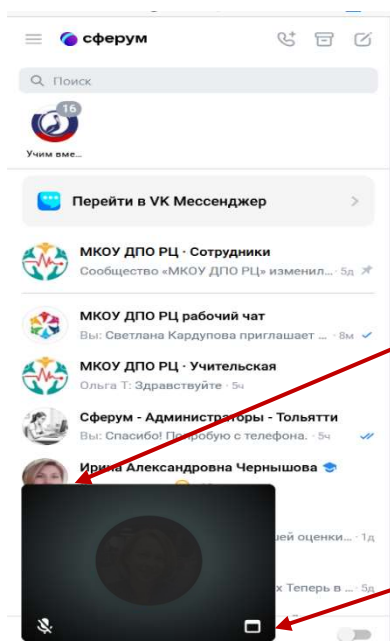 сферум
Поиск
16
Учим вме...
Перейти в VK Мессенджер
МКОУ ДПО РЦ · Сотрудники
Сообщество «МКОУ ДПО РЦ» изменил... · 5д
МКОУ ДПО РЦ рабочий чат
Вы: Светлана Кардупова приглашает ... · 8м
МКОУ ДПО РЦ · Учительская
Ольга Т: Здравствуйте · 5ч
Сферум - Администраторы - Тольятти
Вы: Спасибо! Попробую с телефона. · 5ч
Ирина Александровна Чернышова
шей оценки... · 1д
х Теперь в ... · 5д